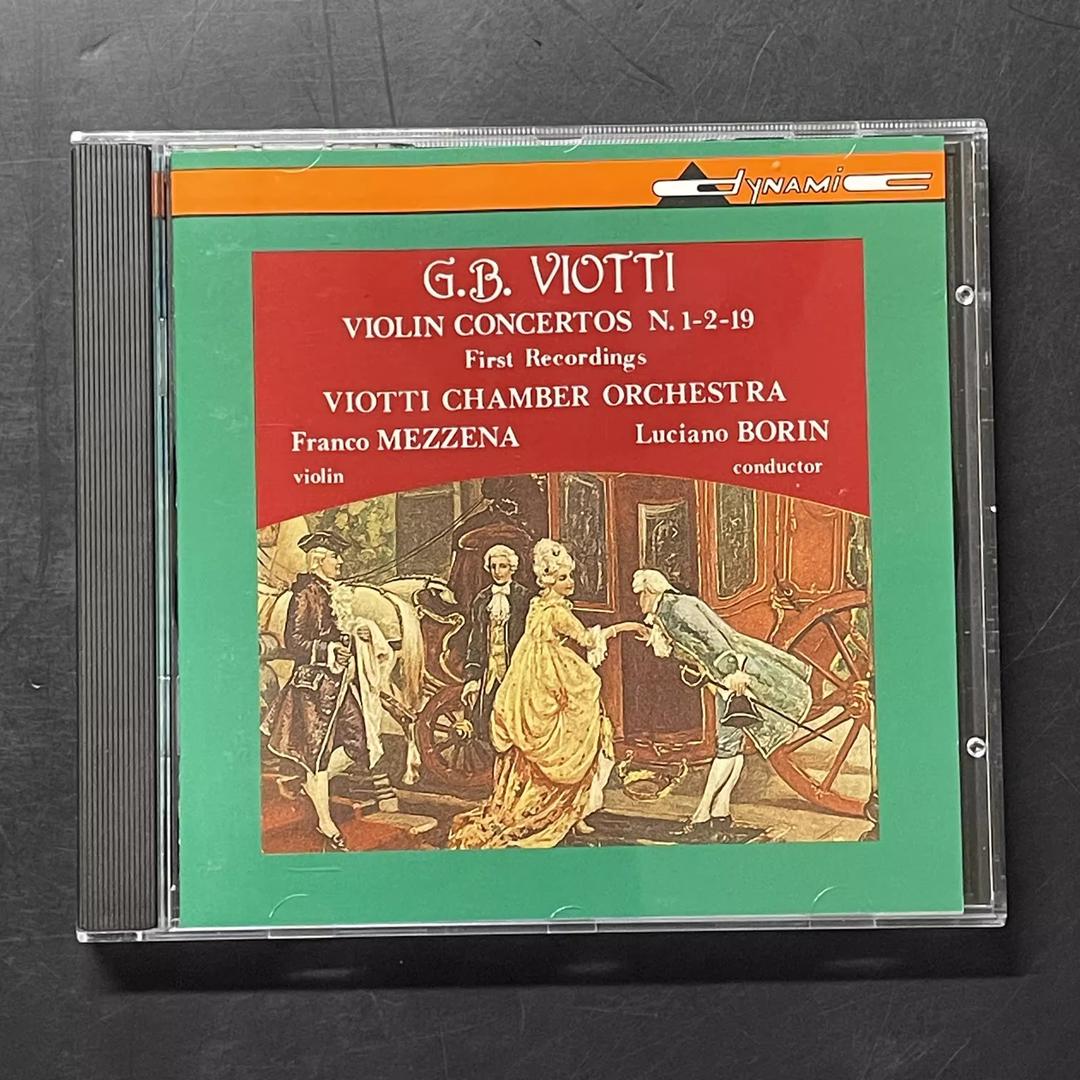 dynamic
G.B. VIOTTI
VIOLIN CONCERTOS N. 1-2-19
First Recordings
VIOTTI CHAMBER ORCHESTRA
Franco MEZZENA Luciano BORIN
violin conductor